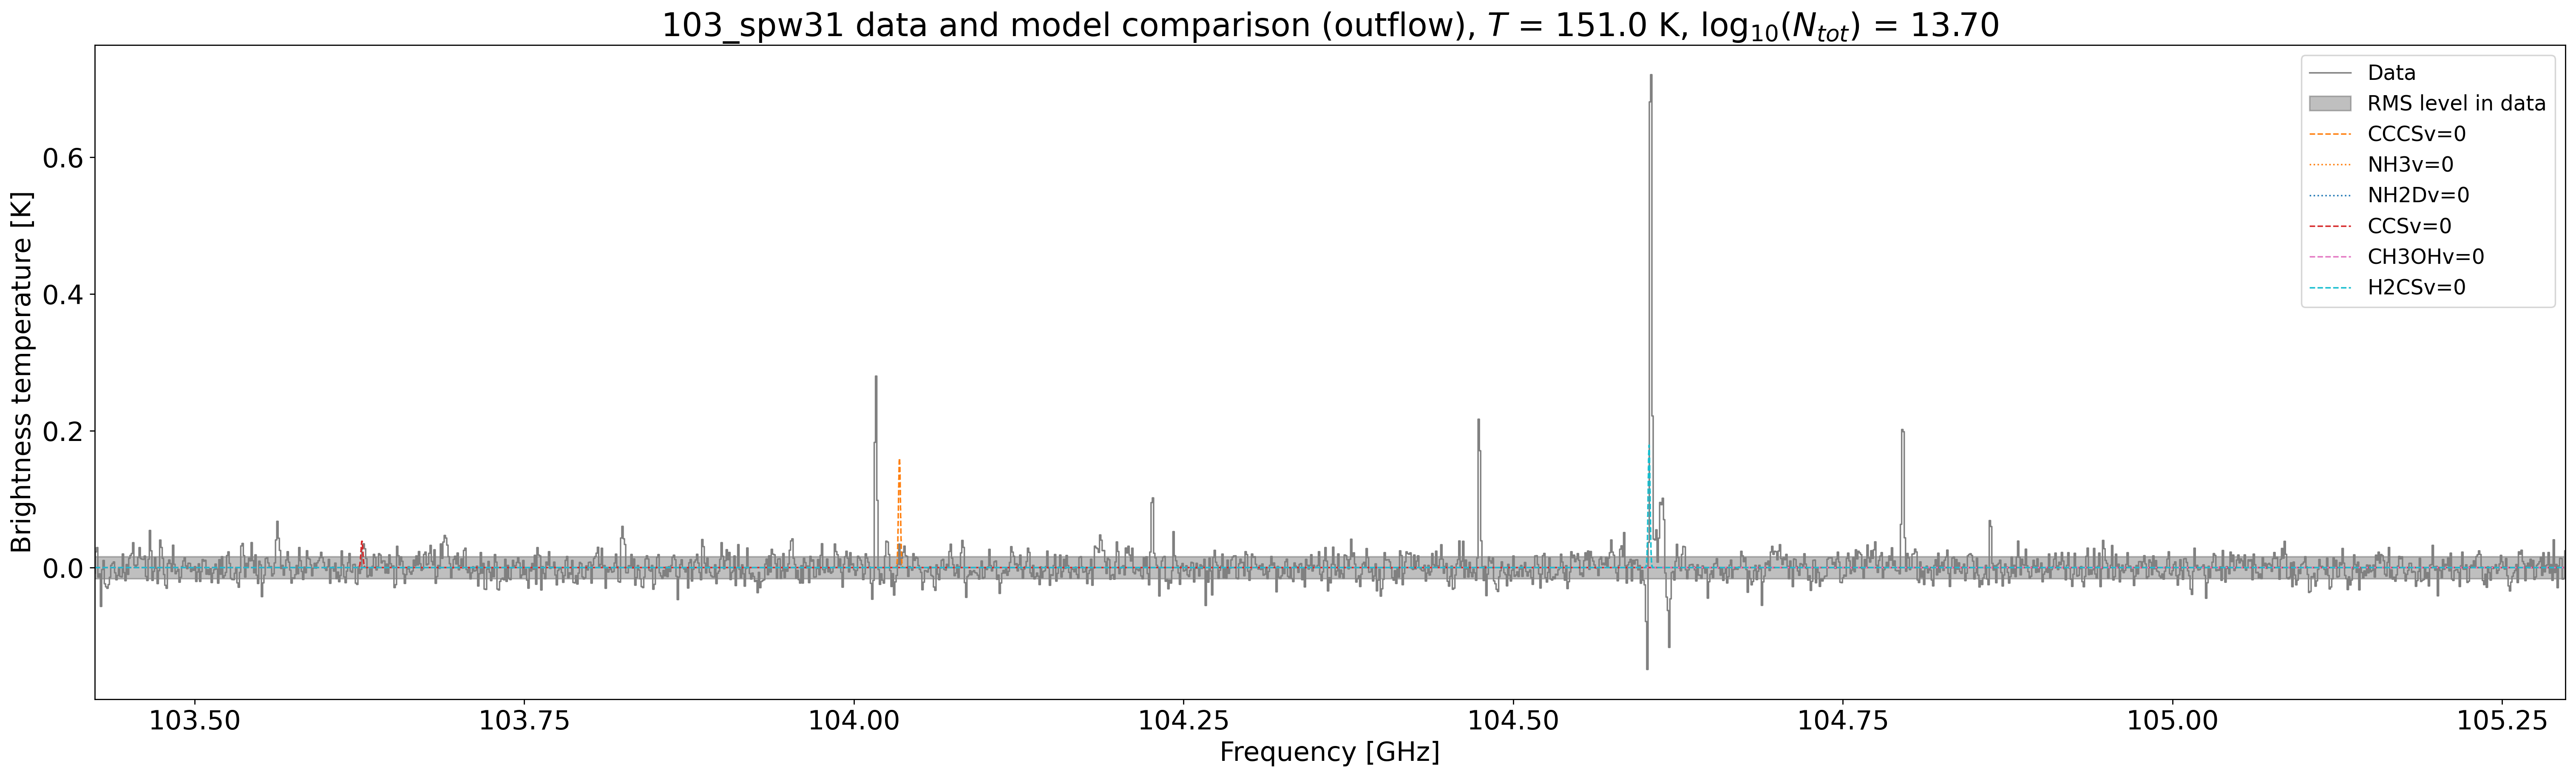 103_spw31 data and model comparison (outflow), T = 151.0 K, log₁₀(Nₜₒₜ) = 13.70
Brightness temperature [K]
0.6
0.4
0.2
0.0
Data
RMS level in data
CCCSv=0
NH3v=0
NH2Dv=0
CCSv=0
CH3OHv=0
H2CSv=0
103.50 103.75 104.00 104.25 104.50 104.75 105.00 105.25
Frequency [GHz]